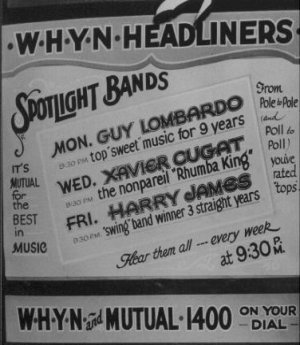 ·W·H·Y·N·HEADLINERS·
SPOTLIGHT BANDS
MON. GUY LOMBARDO
9:30 P.M. top "sweet" music for 9 years
WED. XAVIER CUGAT
9:30 P.M. the nonpareil "Rhumba King"
FRI. HARRY JAMES
9:30 P.M. "swing" band winner 3 straight years
IT'S
MUTUAL
for
the
BEST
in
MUSIC
From
Pole to Pole
(and
Poll to
Poll)
you've
rated
'tops
Hear them all --- every week
at 9:30 P.M.
W·H·Y·N· and MUTUAL · 1400 ON YOUR
— DIAL —